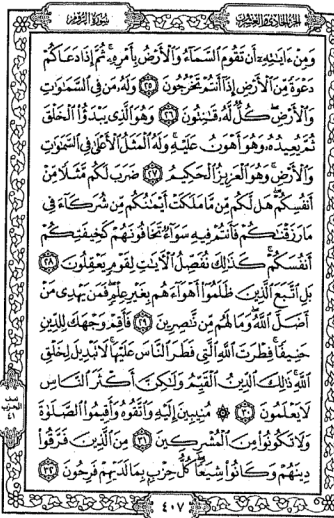 الجزء الحادي والعشرون سورة الروم
وَمِنْ ءَايَٰتِهِۦٓ أَن تَقُومَ ٱلسَّمَآءُ وَٱلْأَرْضُ بِأَمْرِهِۦ ثُمَّ إِذَا دَعَاكُمْ
دَعْوَةً مِّنَ ٱلْأَرْضِ إِذَآ أَنتُمْ تَخْرُجُونَ ٢٥ وَلَهُۥ مَن فِى ٱلسَّمَٰوَٰتِ
وَٱلْأَرْضِ كُلٌّ لَّهُۥ قَٰنِتُونَ ٢٦ وَهُوَ ٱلَّذِى يَبْدَؤُا۟ ٱلْخَلْقَ
ثُمَّ يُعِيدُهُۥ وَهُوَ أَهْوَنُ عَلَيْهِ وَلَهُ ٱلْمَثَلُ ٱلْأَعْلَىٰ فِى ٱلسَّمَٰوَٰتِ
وَٱلْأَرْضِ وَهُوَ ٱلْعَزِيزُ ٱلْحَكِيمُ ٢٧ ضَرَبَ لَكُم مَّثَلًا مِّنْ
أَنفُسِكُمْ هَل لَّكُم مِّن مَّا مَلَكَتْ أَيْمَٰنُكُم مِّن شُرَكَآءَ فِى
مَا رَزَقْنَٰكُمْ فَأَنتُمْ فِيهِ سَوَآءٌ تَخَافُونَهُمْ كَخِيفَتِكُمْ
أَنفُسَكُمْ كَذَٰلِكَ نُفَصِّلُ ٱلْءَايَٰتِ لِقَوْمٍ يَعْقِلُونَ ٢٨
بَلِ ٱتَّبَعَ ٱلَّذِينَ ظَلَمُوٓا۟ أَهْوَآءَهُم بِغَيْرِ عِلْمٍ فَمَن يَهْدِى مَنْ
أَضَلَّ ٱللَّهُ وَمَا لَهُم مِّن نَّٰصِرِينَ ٢٩ فَأَقِمْ وَجْهَكَ لِلدِّينِ
حَنِيفًا فِطْرَتَ ٱللَّهِ ٱلَّتِى فَطَرَ ٱلنَّاسَ عَلَيْهَا لَا تَبْدِيلَ لِخَلْقِ
ٱللَّهِ ذَٰلِكَ ٱلدِّينُ ٱلْقَيِّمُ وَلَٰكِنَّ أَكْثَرَ ٱلنَّاسِ
لَا يَعْلَمُونَ ٣٠ ۞ مُنِيبِينَ إِلَيْهِ وَٱتَّقُوهُ وَأَقِيمُوا۟ ٱلصَّلَوٰةَ
وَلَا تَكُونُوا۟ مِنَ ٱلْمُشْرِكِينَ ٣١ مِنَ ٱلَّذِينَ فَرَّقُوا۟
دِينَهُمْ وَكَانُوا۟ شِيَعًا كُلُّ حِزْبٍۭ بِمَا لَدَيْهِمْ فَرِحُونَ ٣٢
٤٠٧